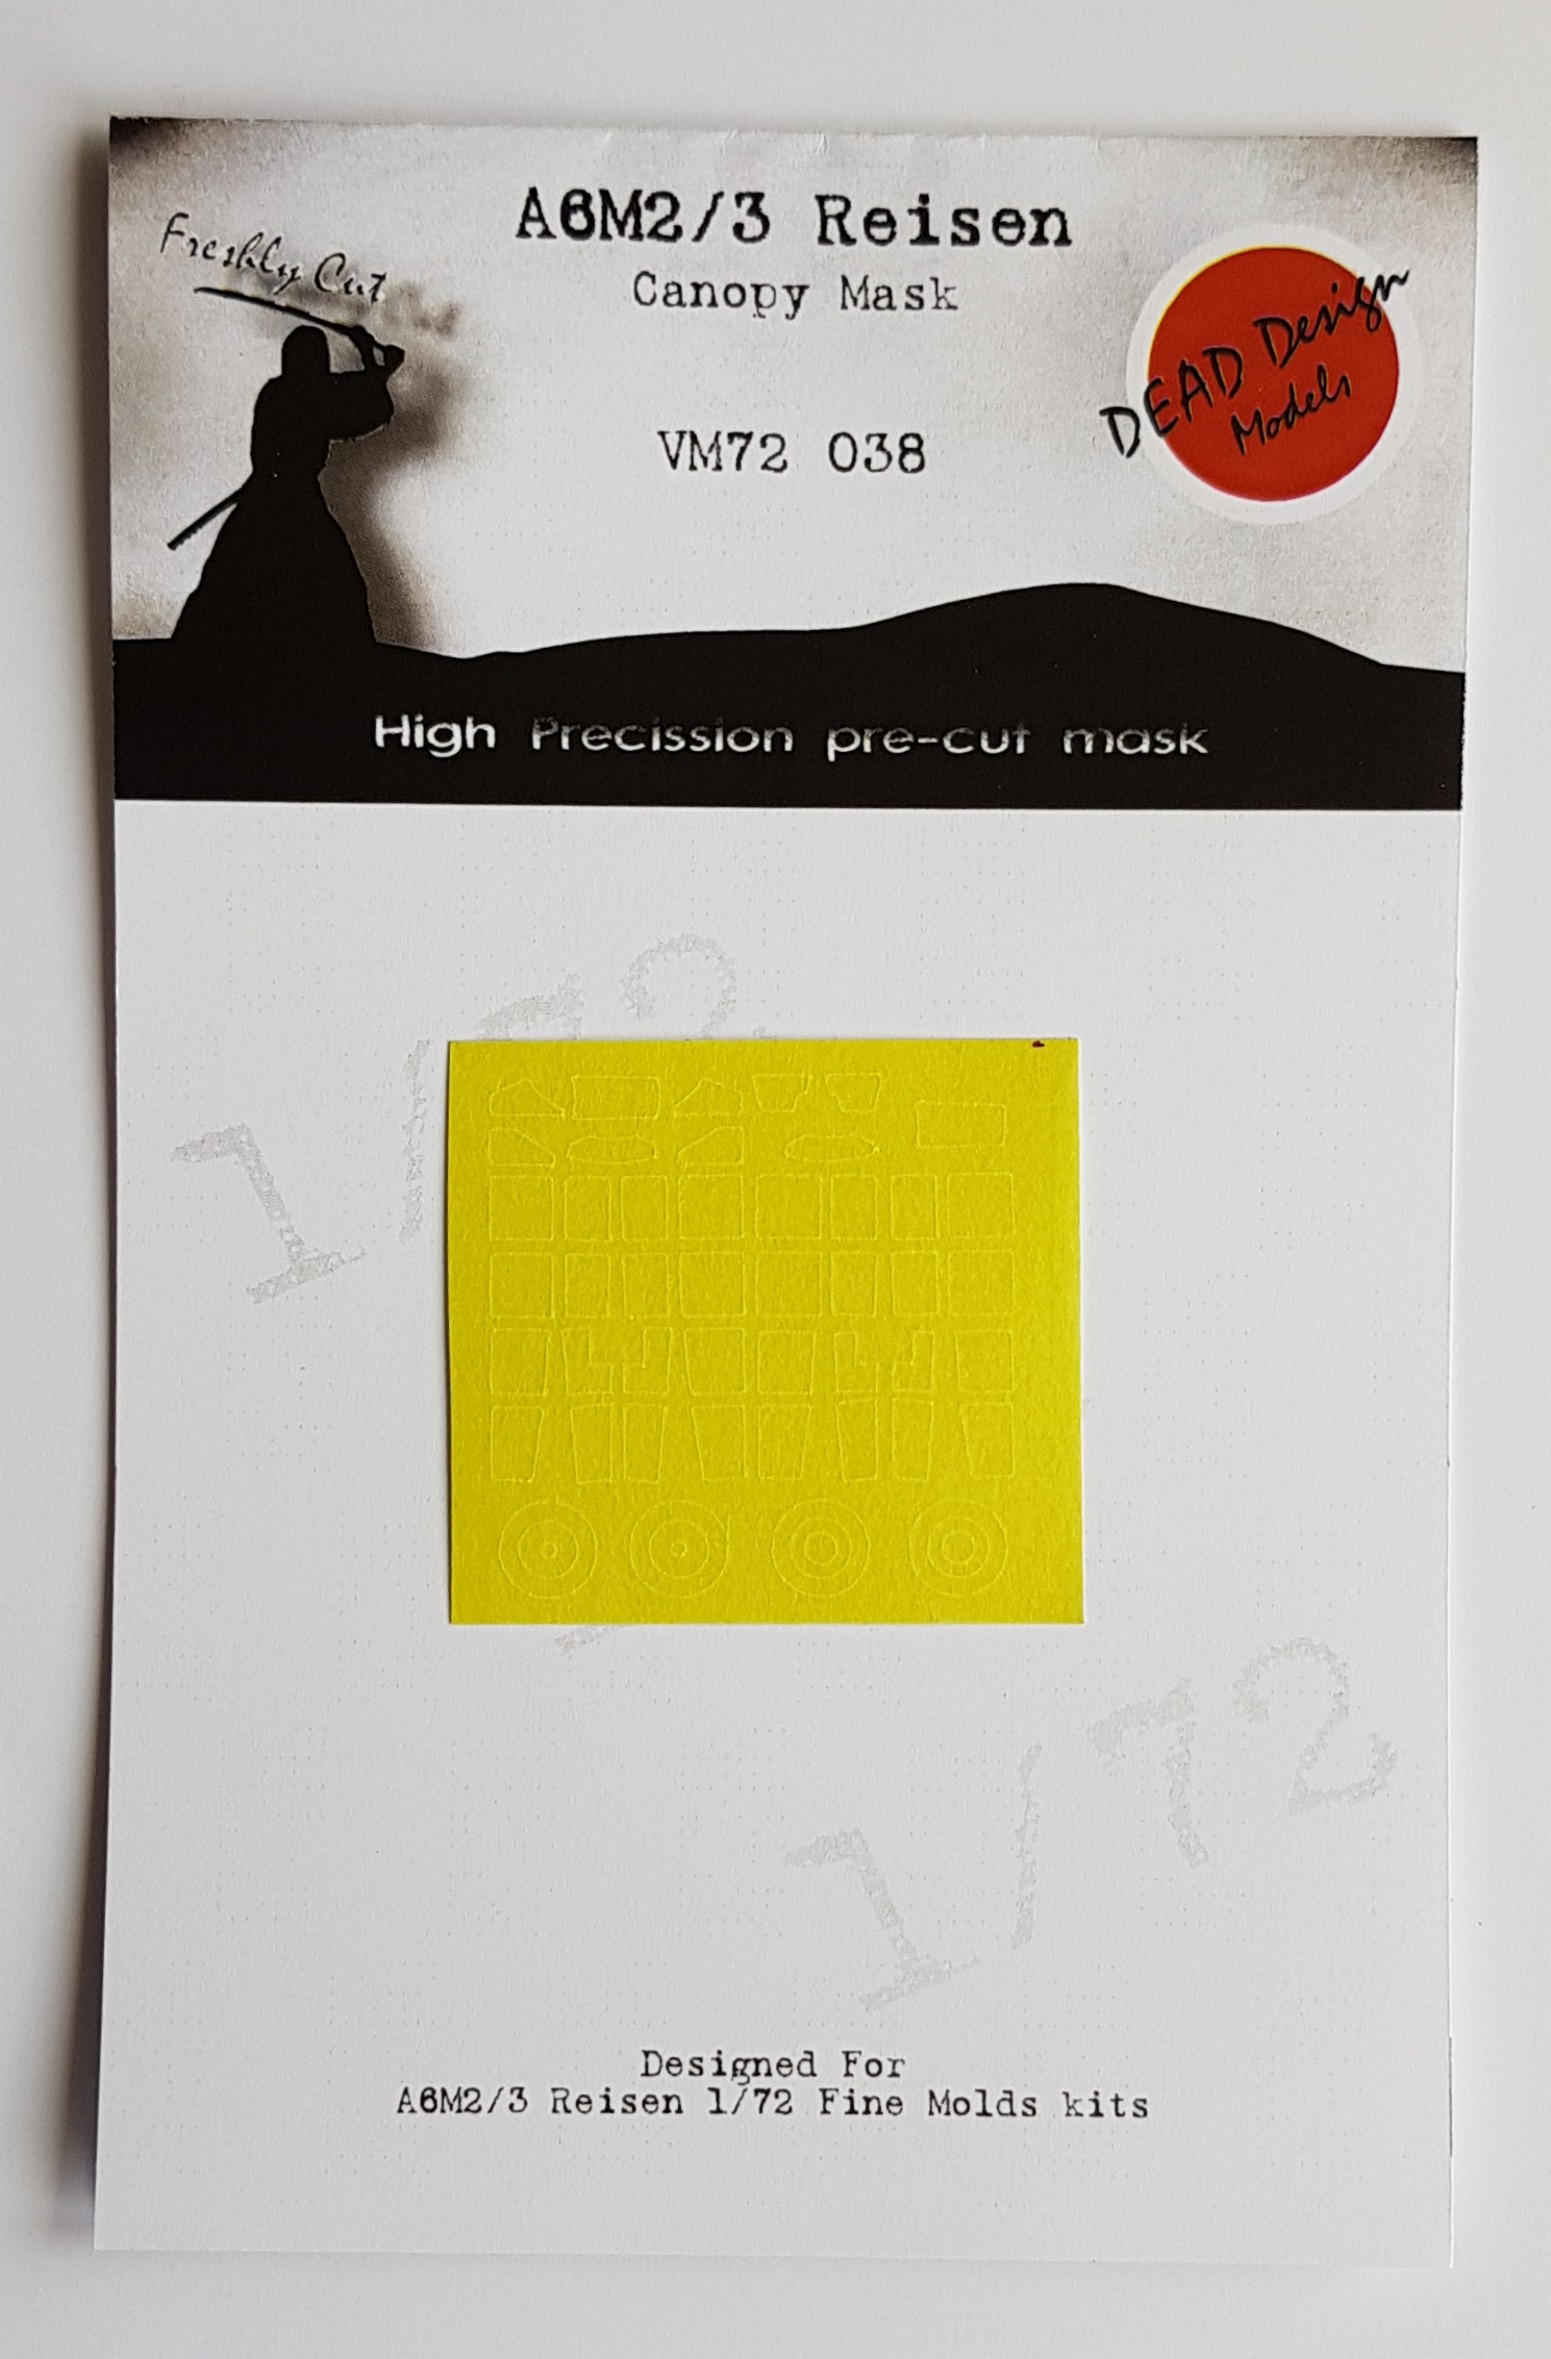 A6M2/3 Reisen
Canopy Mask
VM72 038
Freshly Cut
DEAD Design
Models
High Precission pre-cut mask
1/72
1/72
Designed For
A6M2/3 Reisen 1/72 Fine Molds kits